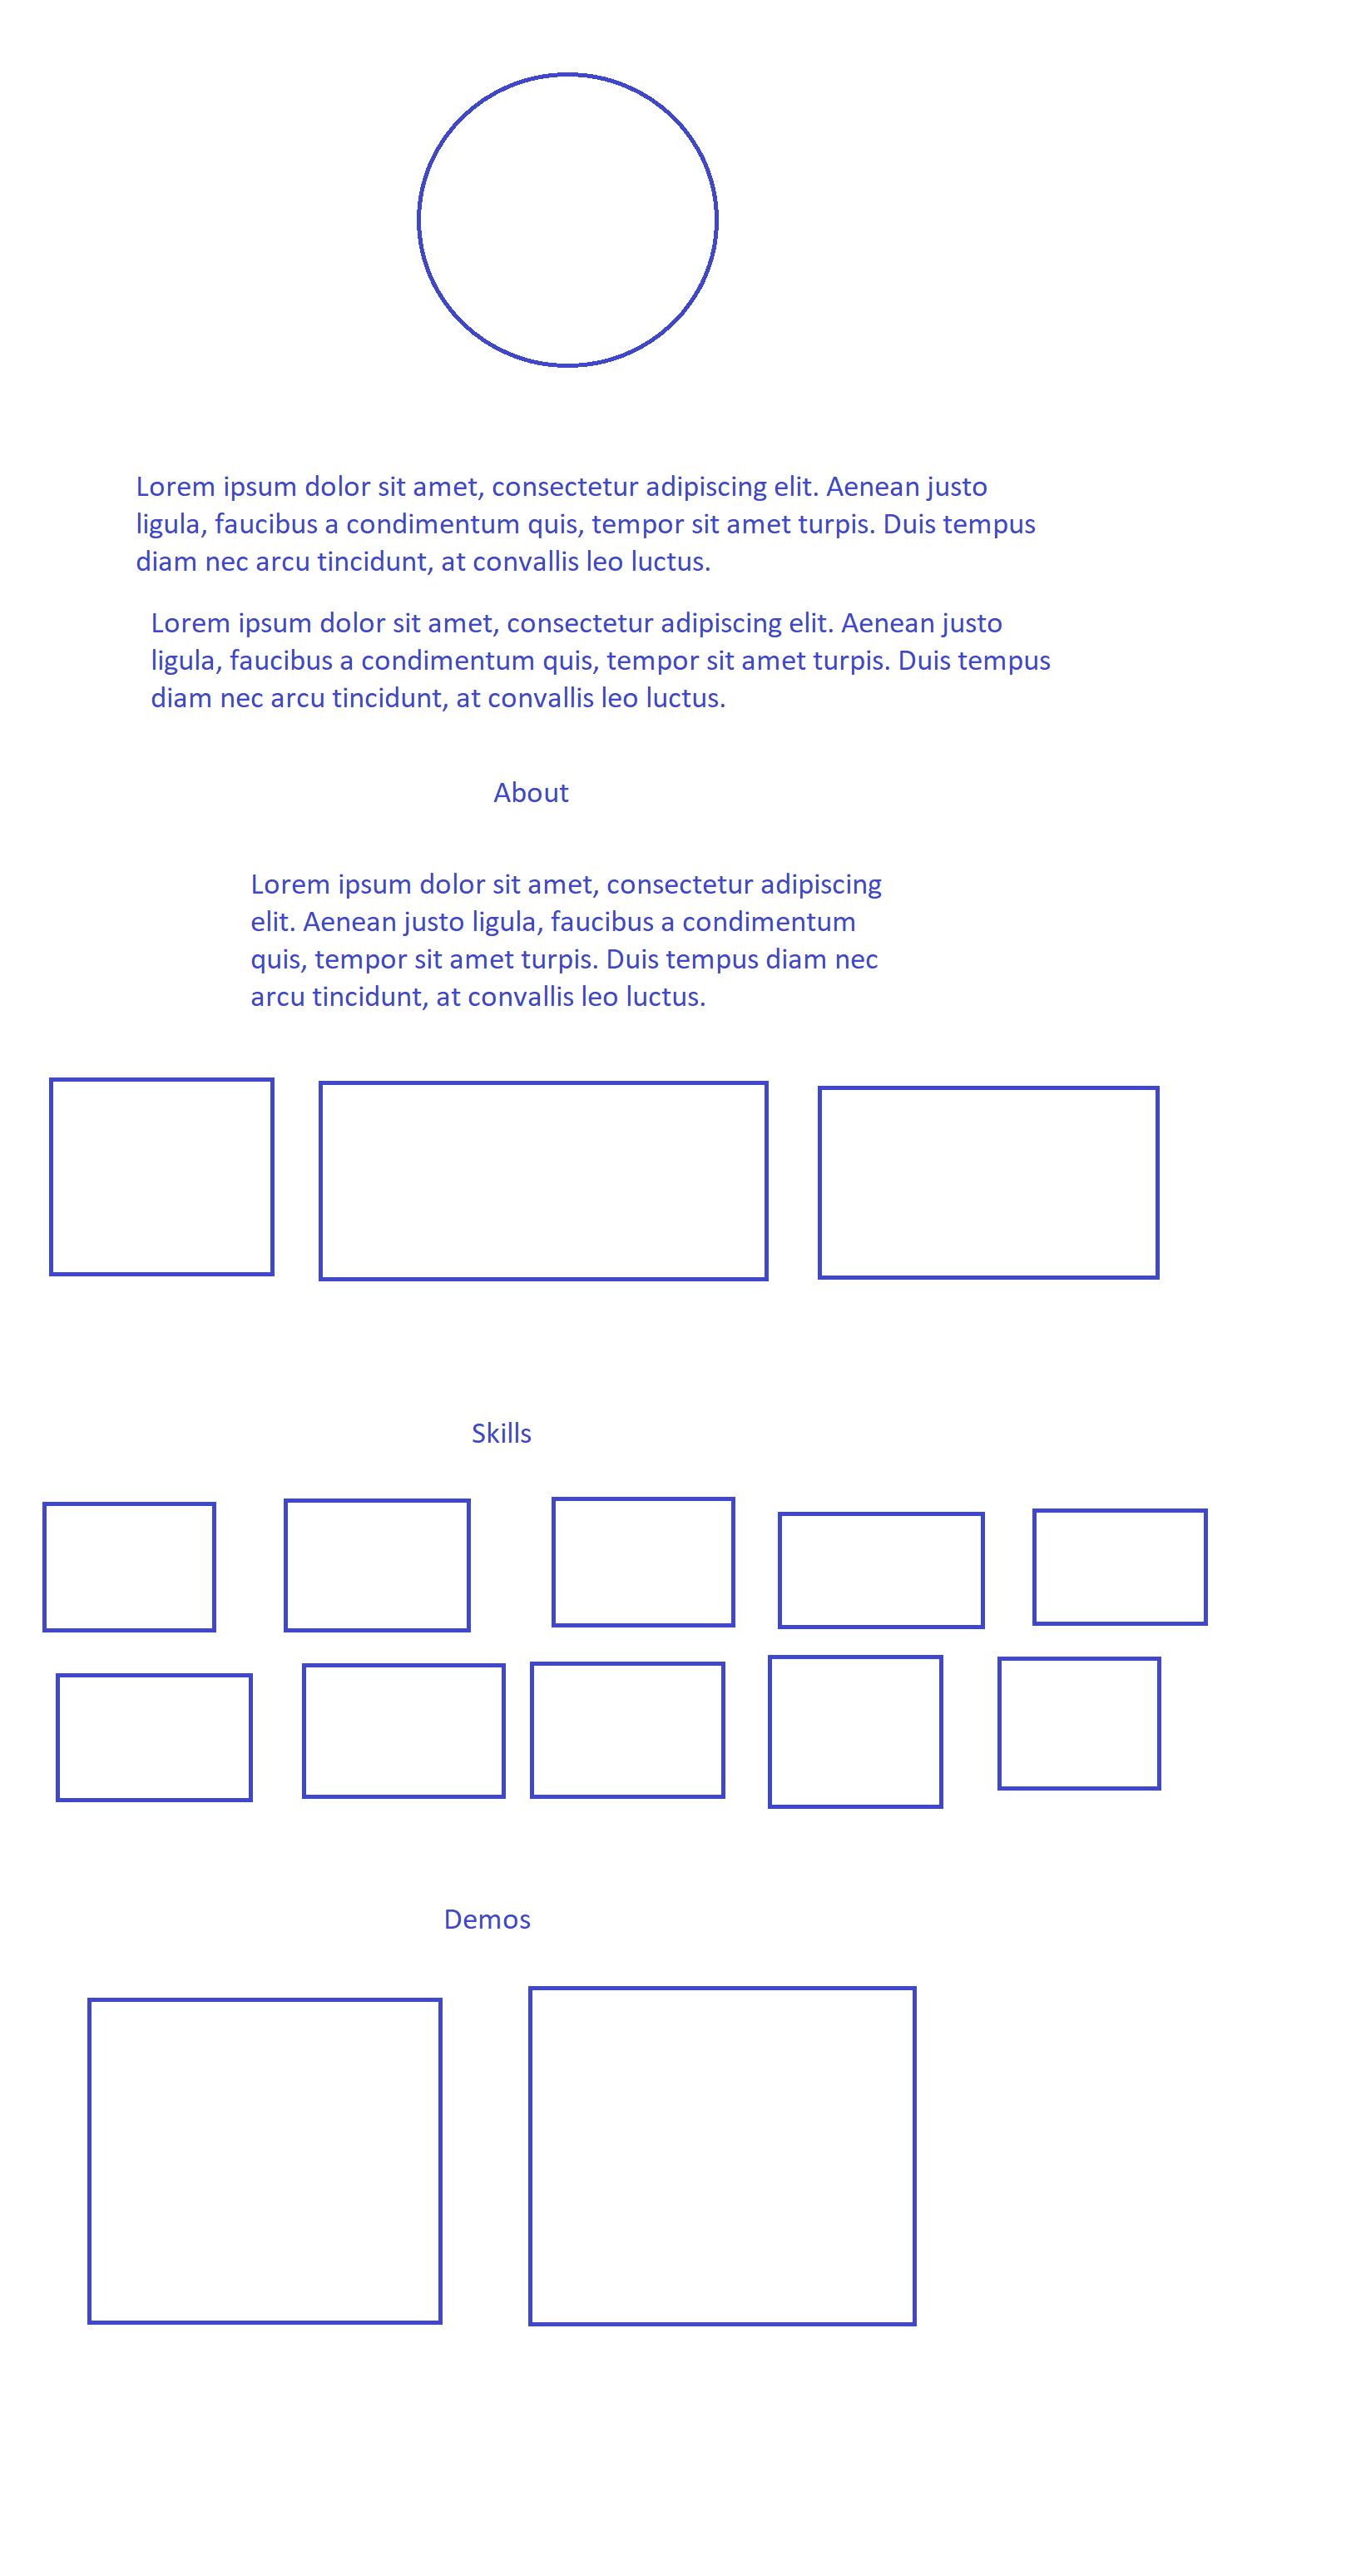 Lorem ipsum dolor sit amet, consectetur adipiscing elit. Aenean justo
ligula, faucibus a condimentum quis, tempor sit amet turpis. Duis tempus
diam nec arcu tincidunt, at convallis leo luctus.
Lorem ipsum dolor sit amet, consectetur adipiscing elit. Aenean justo
ligula, faucibus a condimentum quis, tempor sit amet turpis. Duis tempus
diam nec arcu tincidunt, at convallis leo luctus.
About
Lorem ipsum dolor sit amet, consectetur adipiscing
elit. Aenean justo ligula, faucibus a condimentum
quis, tempor sit amet turpis. Duis tempus diam nec
arcu tincidunt, at convallis leo luctus.
Skills
Demos